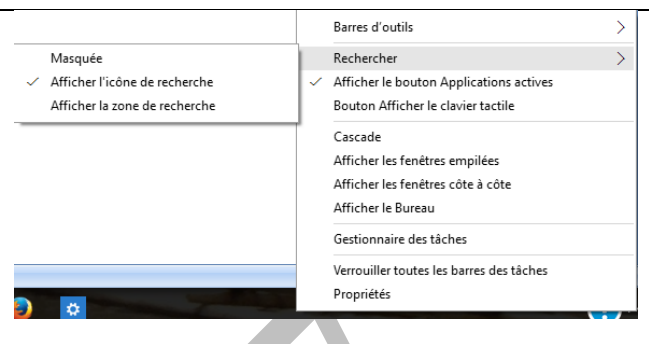 Barres d'outils
Rechercher
Masquée
Afficher l'icône de recherche
Afficher la zone de recherche
Afficher le bouton Applications actives
Bouton Afficher le clavier tactile
Cascade
Afficher les fenêtres empilées
Afficher les fenêtres côte à côte
Afficher le Bureau
Gestionnaire des tâches
Verrouiller toutes les barres des tâches
Propriétés